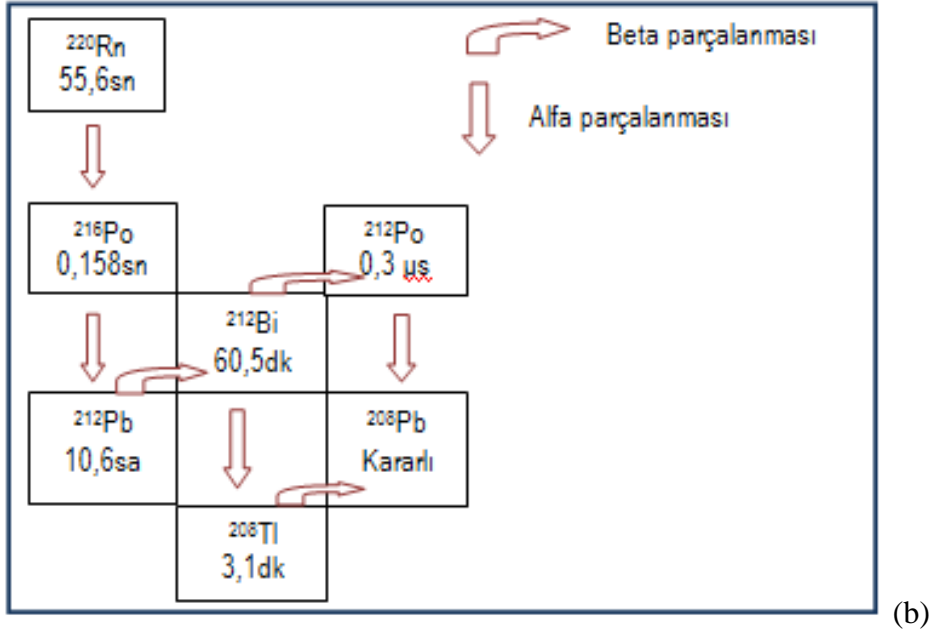 ²²⁰Rn
55,6sn
Beta parçalanması
Alfa parçalanması
²¹⁶Po
0,158sn
²¹²Po
0,3 µs
²¹²Bi
60,5dk
²¹²Pb
10,6sa
²⁰⁸Pb
Kararlı
²⁰⁸Tl
3,1dk
(b)